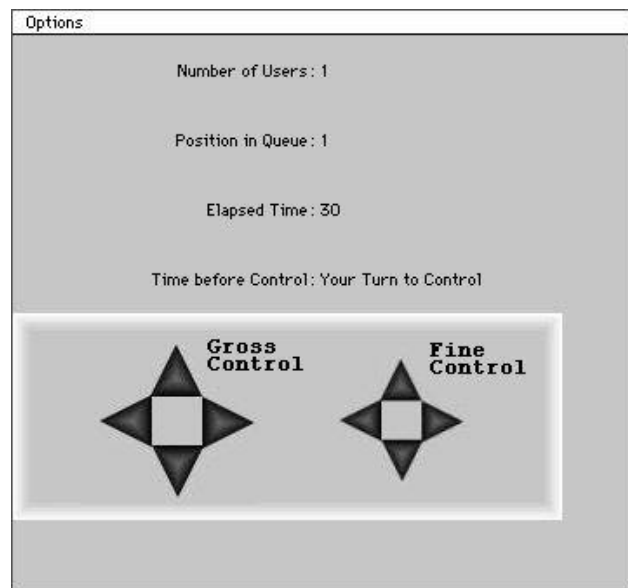 Options
Number of Users: 1
Position in Queue: 1
Elapsed Time: 30
Time before Control: Your Turn to Control
Gross
Control
Fine
Control